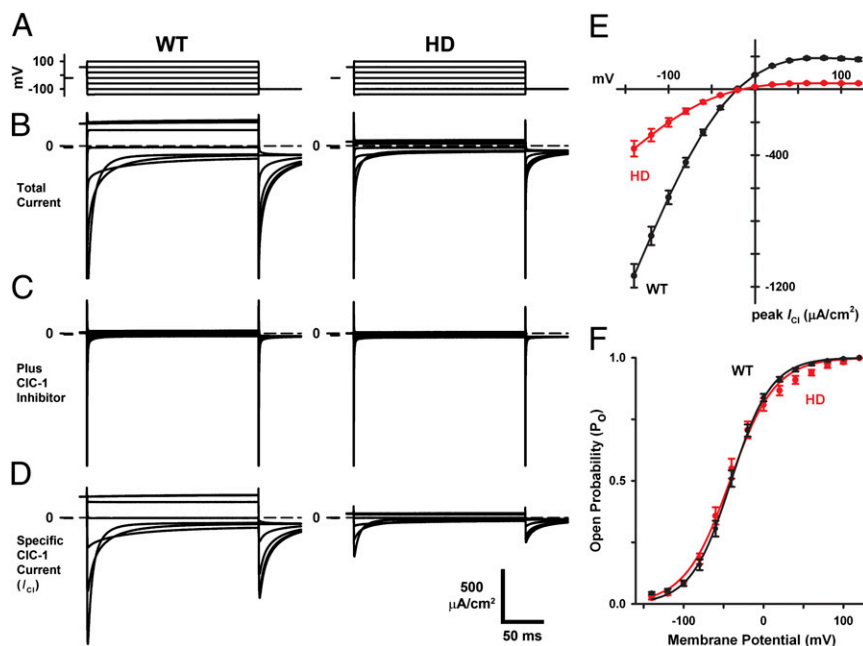 A
WT
HD
mV
100
0
-100
B
0
0
Total
Current
C
0
0
Plus
ClC-1
Inhibitor
D
0
0
Specific
ClC-1
Current
(ICl)
500
μA/cm2
50 ms
E
mV
-100
100
-400
HD
WT
-1200
peak ICl (μA/cm2)
F
1.0
WT
HD
0.5
0.0
Open Probability (PO)
-100
0
100
Membrane Potential (mV)